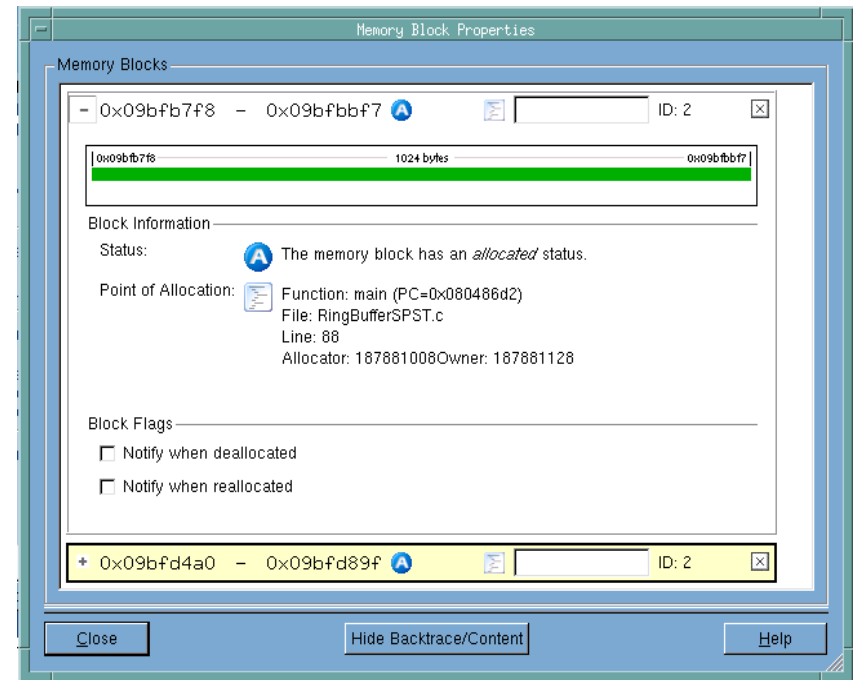 Memory Block Properties
Memory Blocks
- 0x09bfb7f8 - 0x09bfbbf7 A ID: 2
0x09bfb7f8 1024 bytes 0x09bfbbf7
Block Information
Status: A The memory block has an allocated status.
Point of Allocation: Function: main (PC=0x080486d2)
File: RingBufferSPST.c
Line: 88
Allocator: 187881008Owner: 187881128
Block Flags
Notify when deallocated
Notify when reallocated
+ 0x09bfd4a0 - 0x09bfd89f A ID: 2
Close Hide Backtrace/Content Help